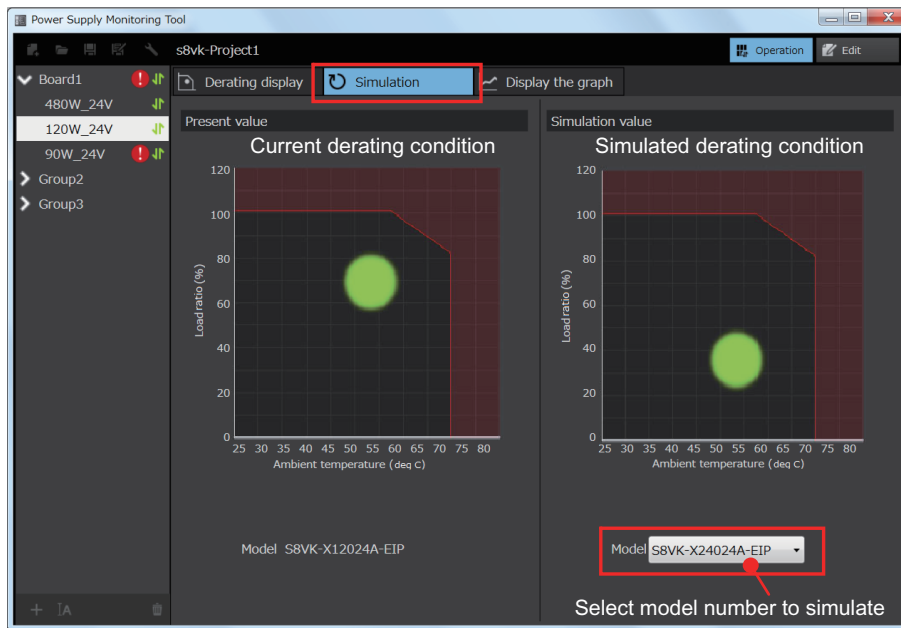 Power Supply Monitoring Tool
s8vk-Project1
Operation
Edit
Board1
480W_24V
120W_24V
90W_24V
Group2
Group3
Derating display
Simulation
Display the graph
Present value
Current derating condition
120
100
80
60
40
20
0
Load ratio (%)
25 30 35 40 45 50 55 60 65 70 75 80
Ambient temperature (deg C)
Model S8VK-X12024A-EIP
Simulation value
Simulated derating condition
120
100
80
60
40
20
0
Load ratio (%)
25 30 35 40 45 50 55 60 65 70 75 80
Ambient temperature (deg C)
Model S8VK-X24024A-EIP
Select model number to simulate